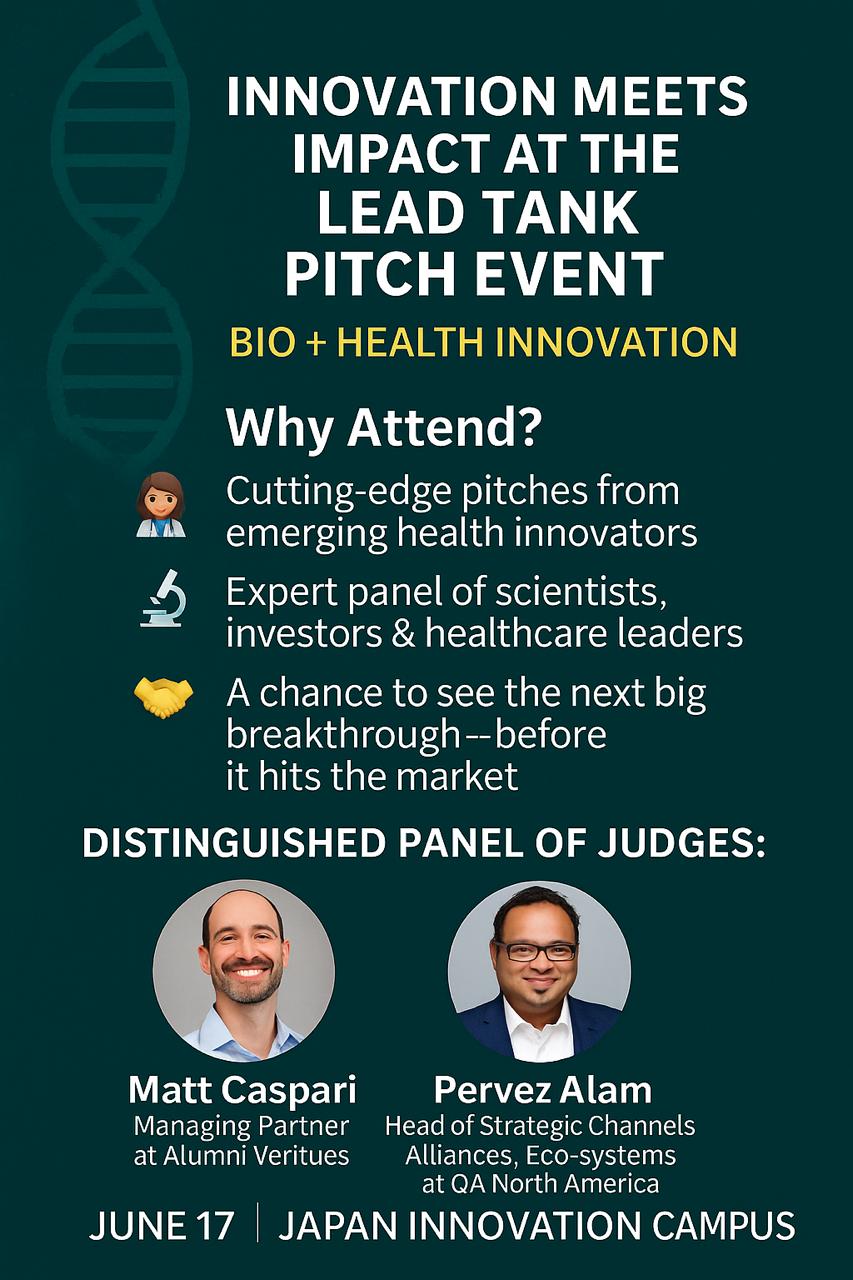 INNOVATION MEETS
IMPACT AT THE
LEAD TANK
PITCH EVENT
BIO + HEALTH INNOVATION
Why Attend?
Cutting-edge pitches from
emerging health innovators
Expert panel of scientists,
investors & healthcare leaders
A chance to see the next big
breakthrough--before
it hits the market
DISTINGUISHED PANEL OF JUDGES:
Matt Caspari
Managing Partner
at Alumni Veritues
Pervez Alam
Head of Strategic Channels
Alliances, Eco-systems
at QA North America
JUNE 17 | JAPAN INNOVATION CAMPUS